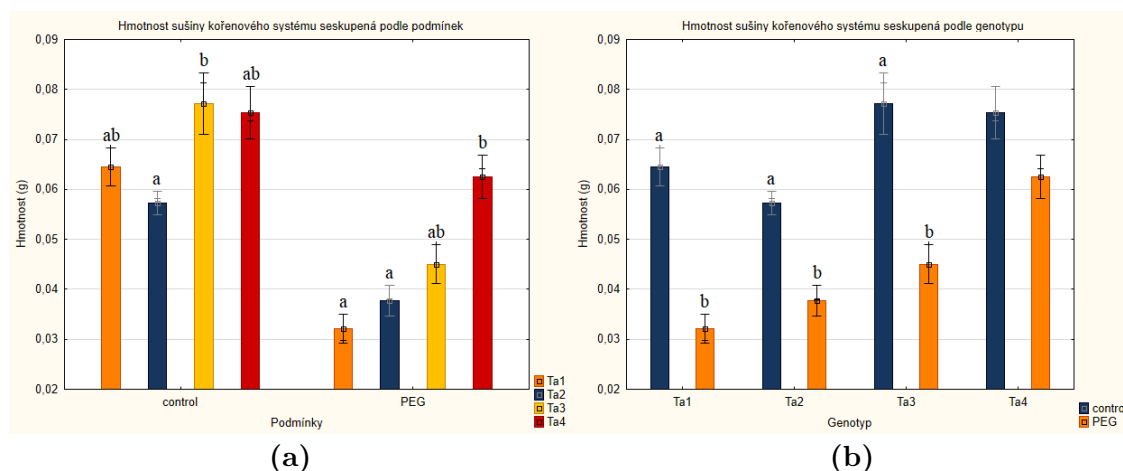 Hmotnost sušiny kořenového systému seskupená podle podmínek
0,09
0,08
0,07
0,06
0,05
0,04
0,03
0,02
Hmotnost (g)
ab
a
b
ab
a
a
ab
b
control
PEG
Podmínky
Ta1
Ta2
Ta3
Ta4
(a)
Hmotnost sušiny kořenového systému seskupená podle genotypu
0,09
0,08
0,07
0,06
0,05
0,04
0,03
0,02
Hmotnost (g)
a
b
a
b
a
b
Ta1
Ta2
Ta3
Ta4
Genotyp
control
PEG
(b)